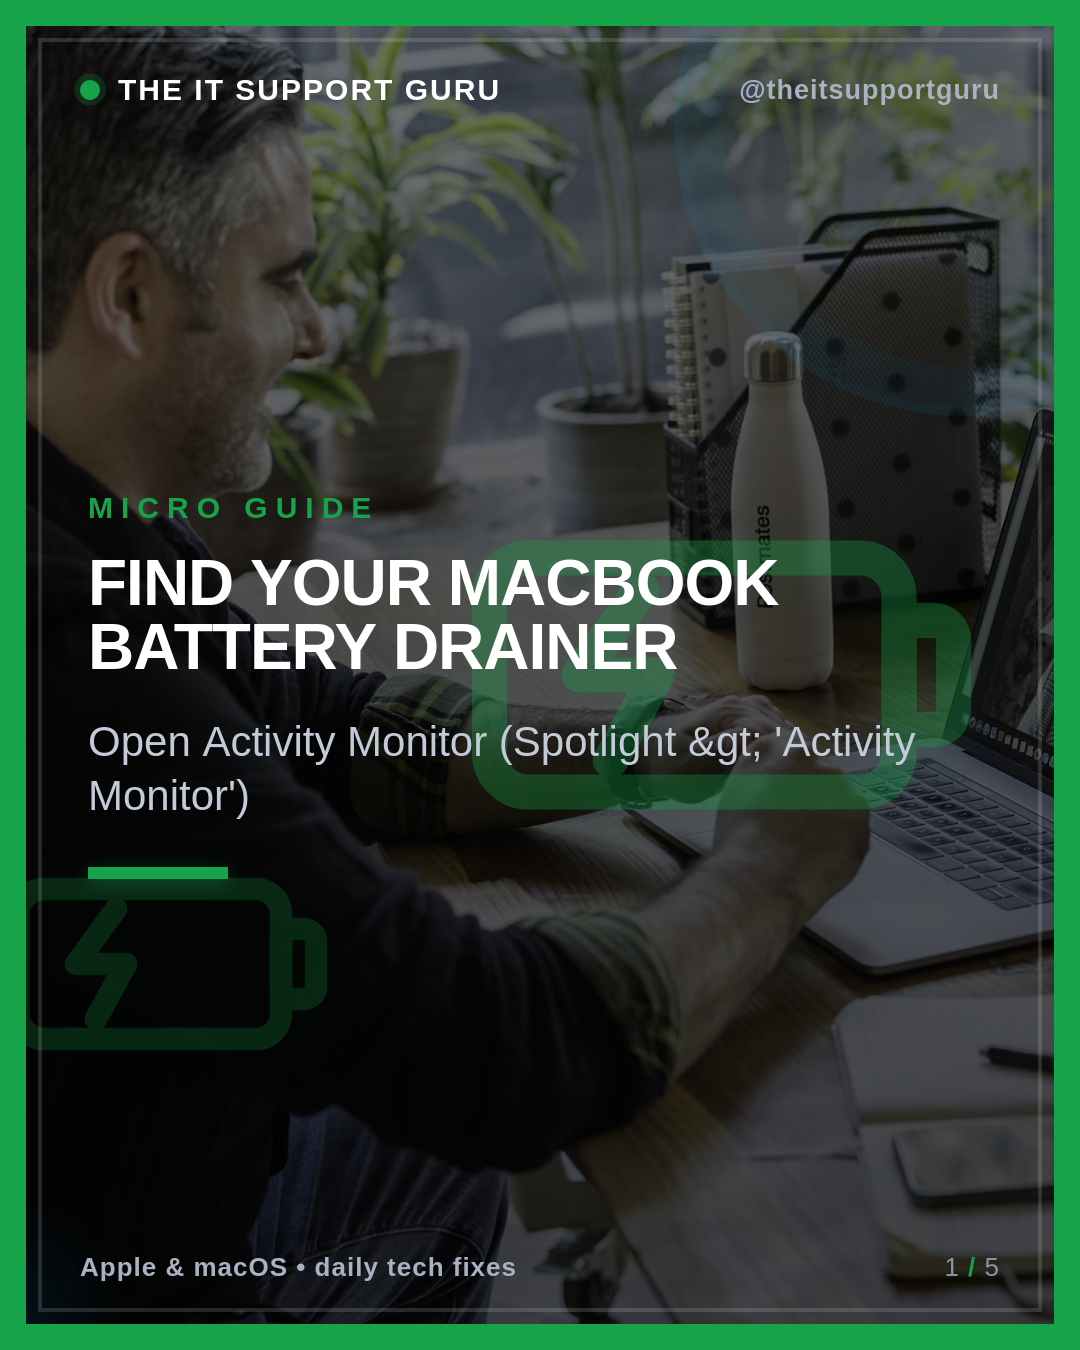 THE IT SUPPORT GURU
@theitsupportguru
MICRO GUIDE
FIND YOUR MACBOOK
BATTERY DRAINER
Open Activity Monitor (Spotlight &gt; 'Activity
Monitor')
Apple & macOS • daily tech fixes
1 / 5